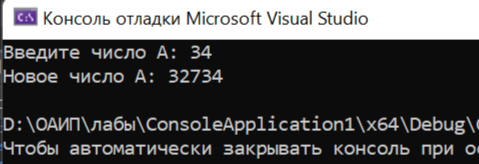 Консоль отладки Microsoft Visual Studio
Введите число А: 34
Новое число А: 32734
D:\ОАИП\лабы\ConsoleApplication1\x64\Debug\
Чтобы автоматически закрывать консоль при